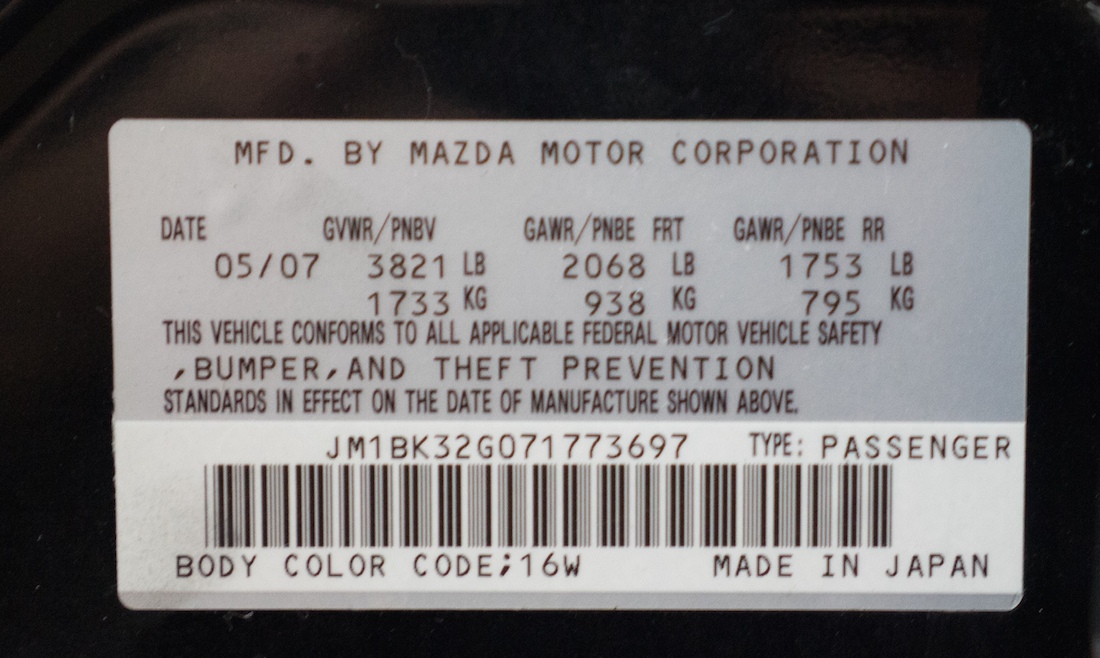 MFD. BY MAZDA MOTOR CORPORATION
DATE GVWR/PNBV GAWR/PNBE FRT GAWR/PNBE RR
05/07 3821 LB 2068 LB 1753 LB
1733 KG 938 KG 795 KG
THIS VEHICLE CONFORMS TO ALL APPLICABLE FEDERAL MOTOR VEHICLE SAFETY
,BUMPER,AND THEFT PREVENTION
STANDARDS IN EFFECT ON THE DATE OF MANUFACTURE SHOWN ABOVE.
JM1BK32G071773697 TYPE: PASSENGER
BODY COLOR CODE;16W MADE IN JAPAN